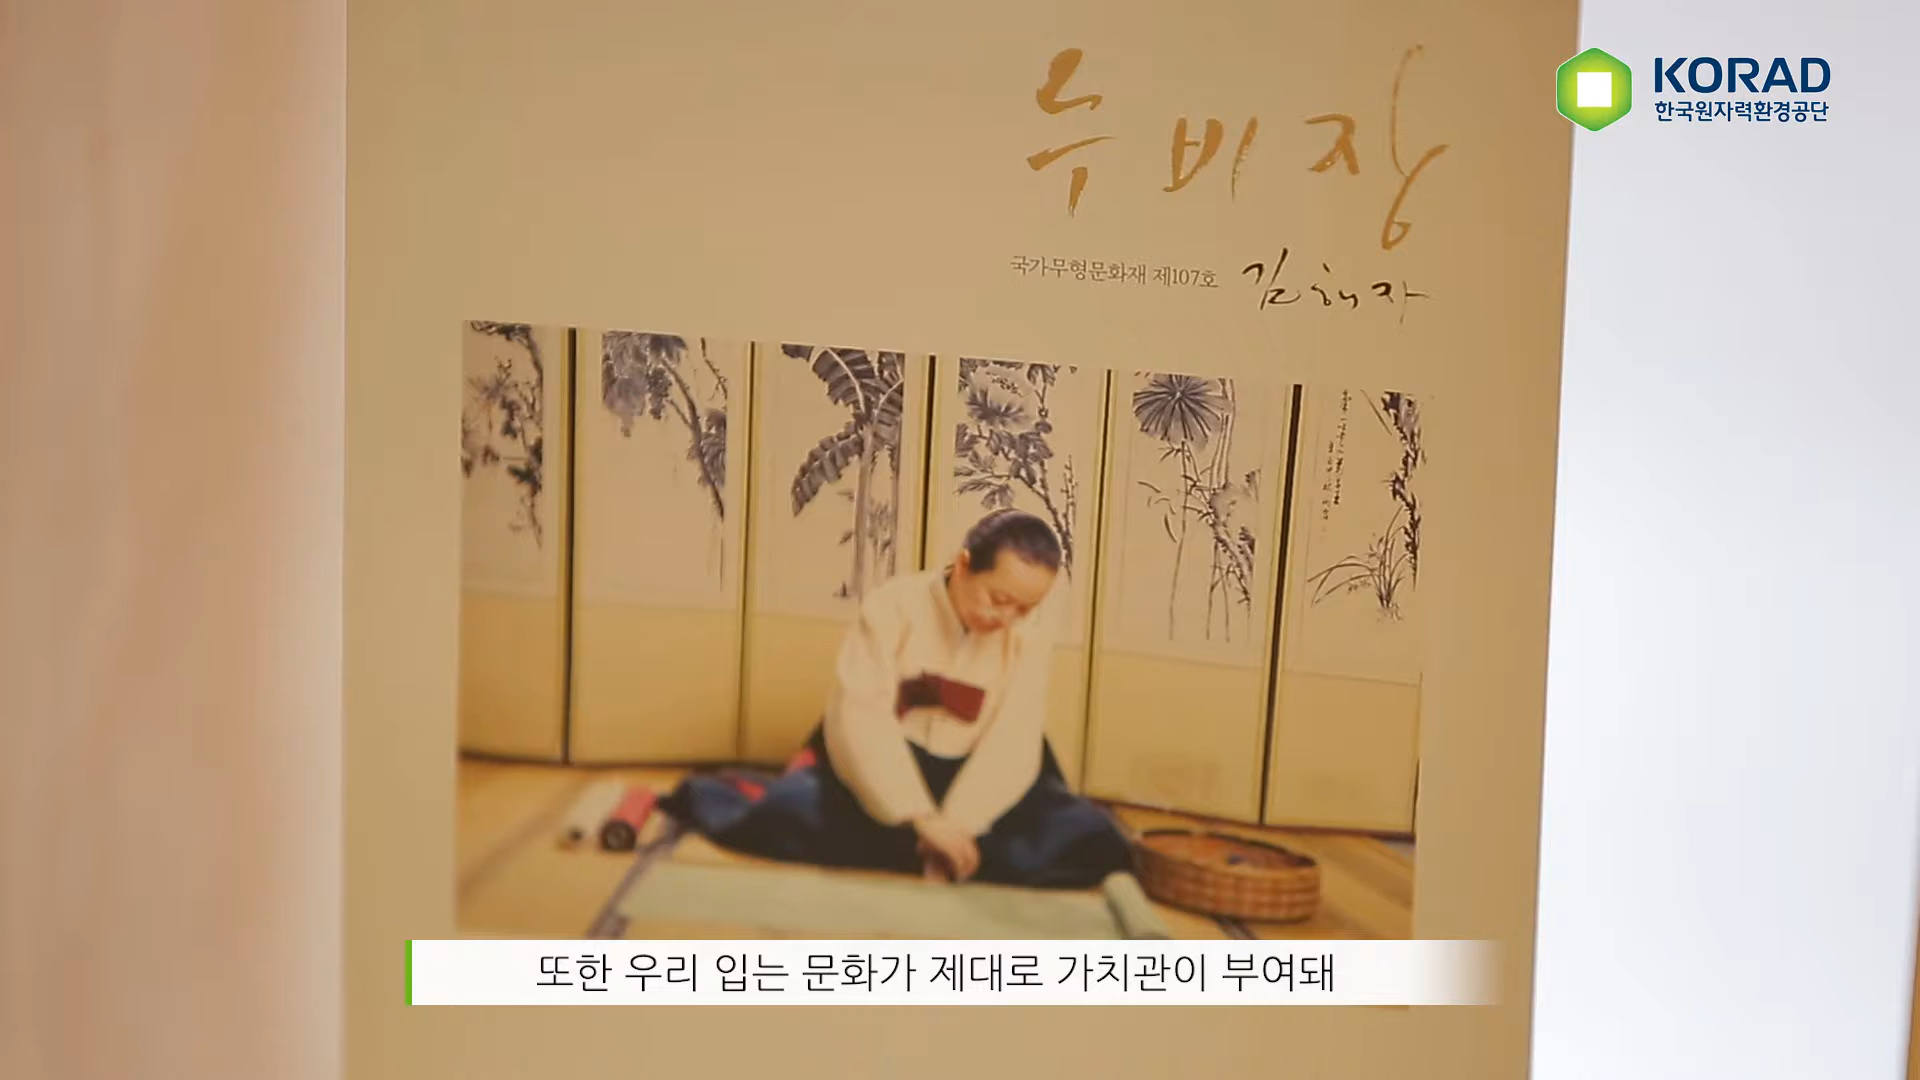 KORAD
한국원자력환경공단
누비장
국가무형문화재 제107호 김해자
또한 우리 입는 문화가 제대로 가치관이 부여돼